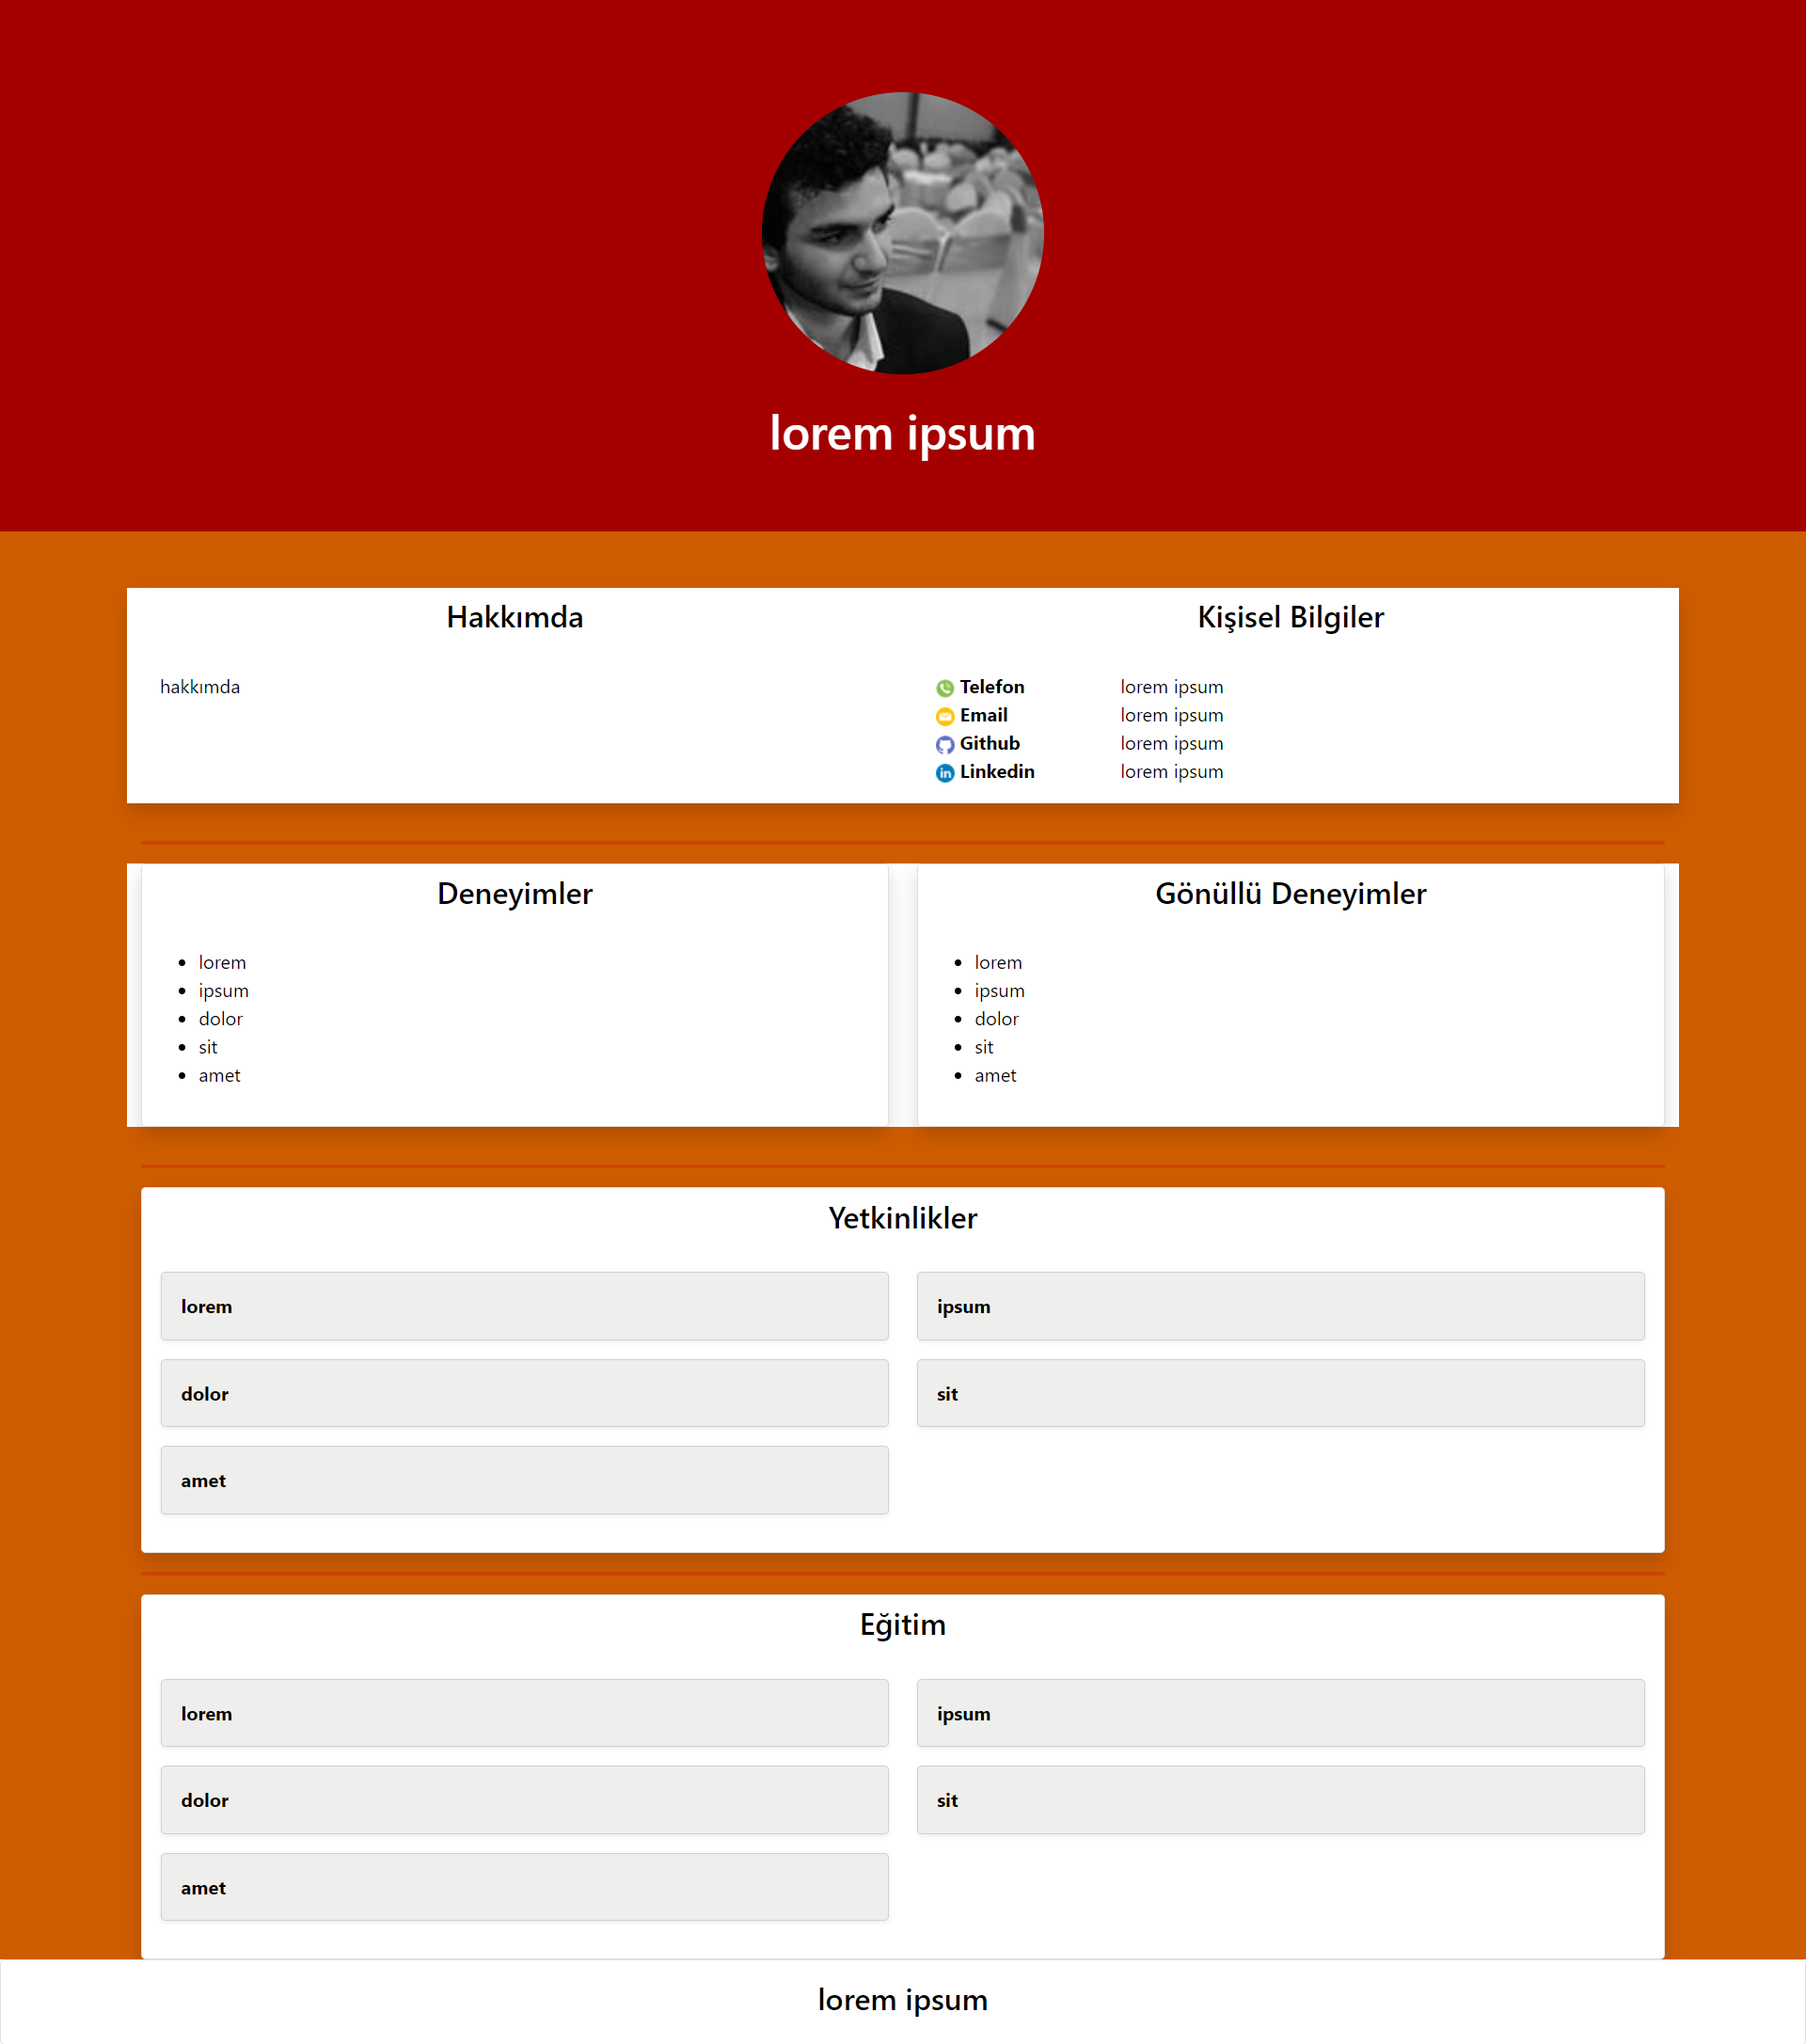 lorem ipsum
Hakkımda
hakkımda
Kişisel Bilgiler
Telefon lorem ipsum
Email lorem ipsum
Github lorem ipsum
Linkedin lorem ipsum
Deneyimler
lorem
ipsum
dolor
sit
amet
Gönüllü Deneyimler
lorem
ipsum
dolor
sit
amet
Yetkinlikler
lorem
ipsum
dolor
sit
amet
Eğitim
lorem
ipsum
dolor
sit
amet
lorem ipsum